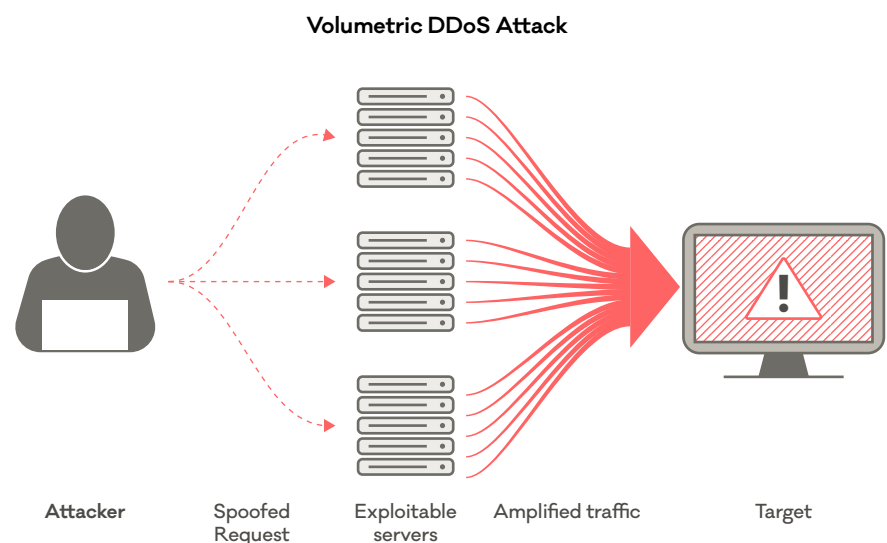 Volumetric DDoS Attack
Attacker
Spoofed
Request
Exploitable
servers
Amplified traffic
Target